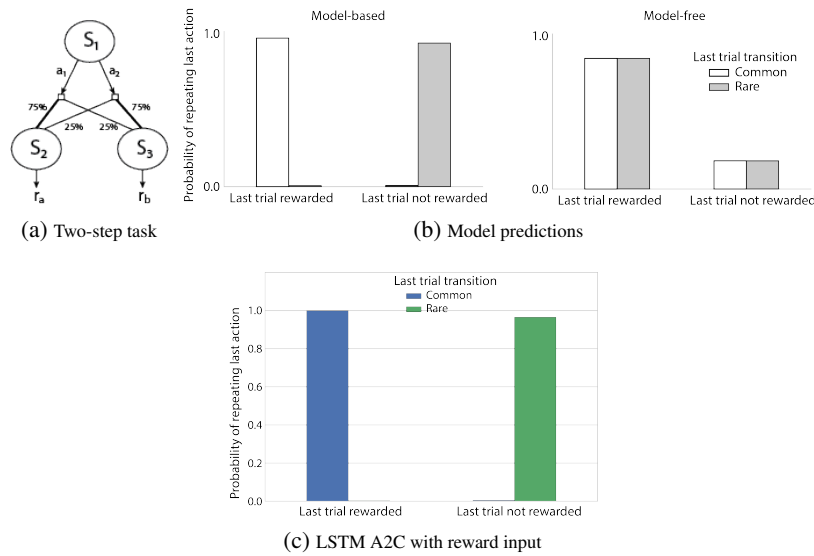 S1
a1 a2
75% 75%
25% 25%
S2 S3
ra rb
(a) Two-step task
Model-based
Probability of repeating last action
1.0
0.0
Last trial rewarded Last trial not rewarded
Model-free
1.0
0.0
Last trial transition
Common
Rare
Last trial rewarded Last trial not rewarded
(b) Model predictions
Last trial transition
Common
Rare
Probability of repeating last action
1.0
0.8
0.6
0.4
0.2
0.0
Last trial rewarded Last trial not rewarded
(c) LSTM A2C with reward input